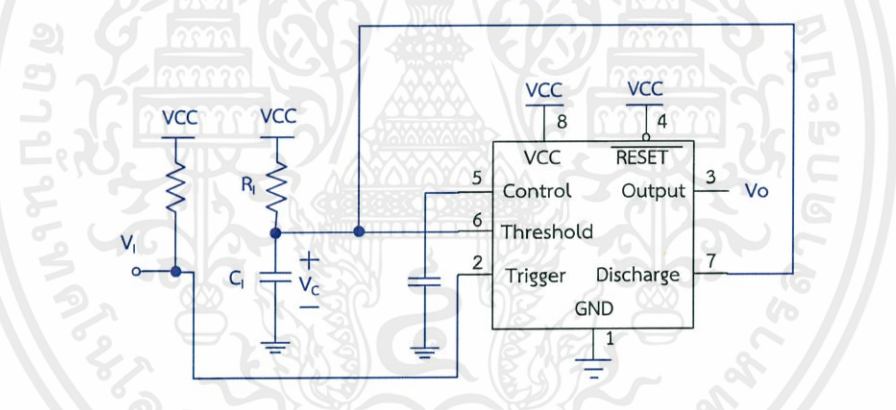 VCC
VCC
VCC
VCC
8
4
VCC
RESET
5
Control
Output
3
Vo
R₁
6
Threshold
V₁
2
Trigger
Discharge
7
C₁
+
V_C
−
GND
1